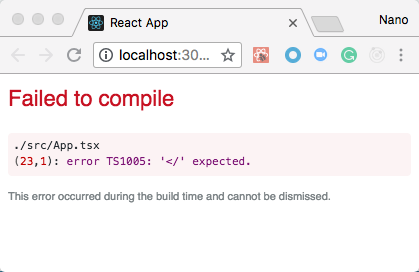 React App
Nano
localhost:30...
Failed to compile
./src/App.tsx
(23,1): error TS1005: '</' expected.
This error occurred during the build time and cannot be dismissed.